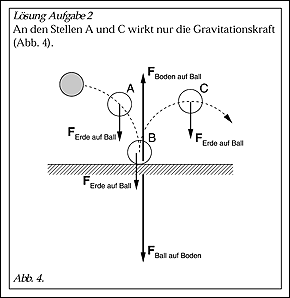 Lösung Aufgabe 2
An den Stellen A und C wirkt nur die Gravitationskraft
(Abb. 4).
F Boden auf Ball
A
C
F Erde auf Ball
F Erde auf Ball
B
F Erde auf Ball
F Ball auf Boden
Abb. 4.